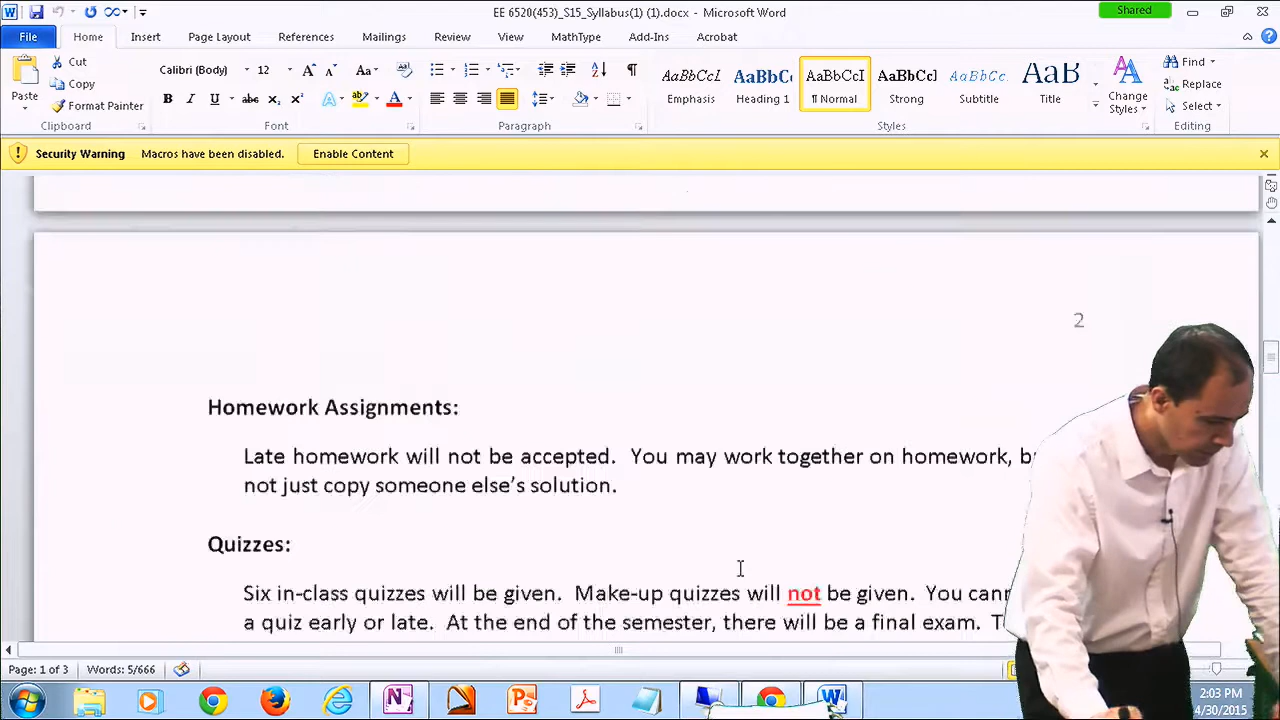 EE 6520(453)_S15_Syllabus(1) (1).docx - Microsoft Word
Shared
File Home Insert Page Layout References Mailings Review View MathType Add-Ins Acrobat
Paste
Cut
Copy
Format Painter
Clipboard
Calibri (Body) 12
Font
Paragraph
AaBbCcI
Emphasis
AaBbC
Heading 1
AaBbCcI
¶ Normal
AaBbCcI
Strong
AaBbCc.
Subtitle
AaB
Title
Change
Styles
Styles
Find
Replace
Select
Editing
Security Warning Macros have been disabled. Enable Content
2
Homework Assignments:
Late homework will not be accepted. You may work together on homework,
not just copy someone else’s solution.
Quizzes:
Six in-class quizzes will be given. Make-up quizzes will not be given. You
a quiz early or late. At the end of the semester, there will be a final exam.
Page: 1 of 3 Words: 5/666
2:03 PM
4/30/2015